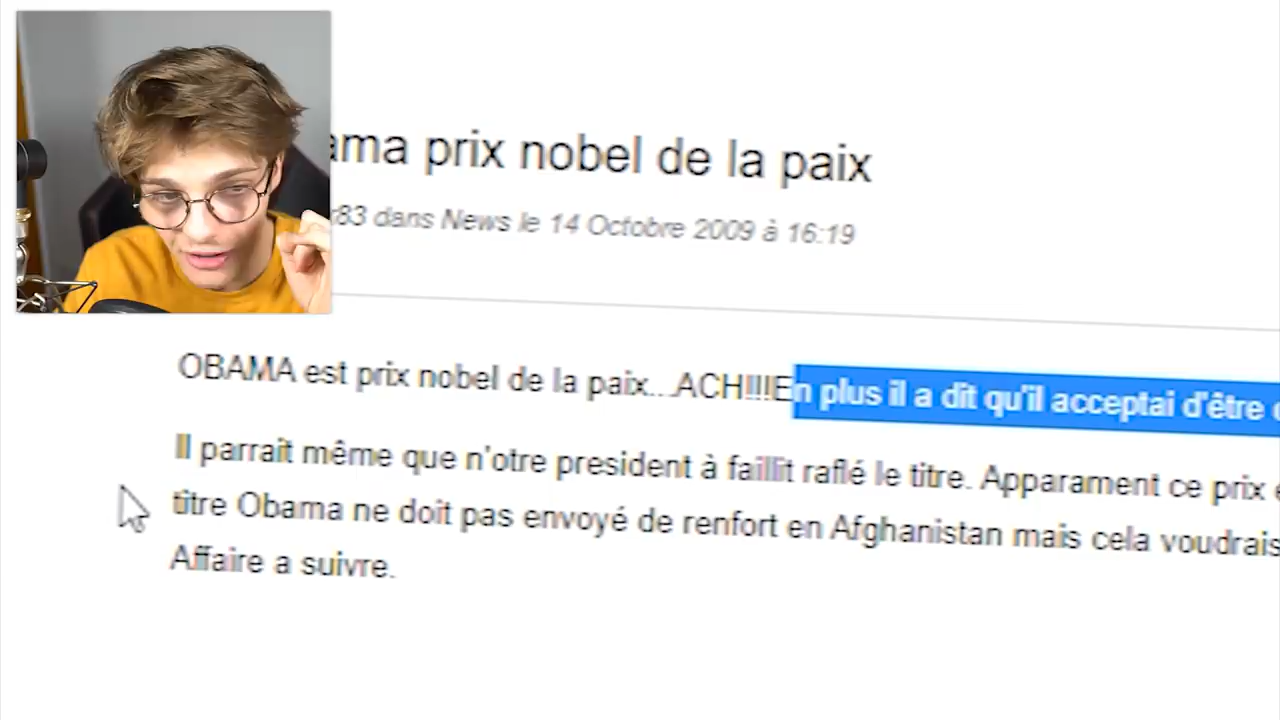 ama prix nobel de la paix
r83 dans News le 14 Octobre 2009 à 16:19
OBAMA est prix nobel de la paix...ACH!!!!En plus il a dit qu'il acceptai d'être
Il parrait même que n'otre president à faillit raflé le titre. Apparament ce prix
titre Obama ne doit pas envoyé de renfort en Afghanistan mais cela voudrais
Affaire a suivre.